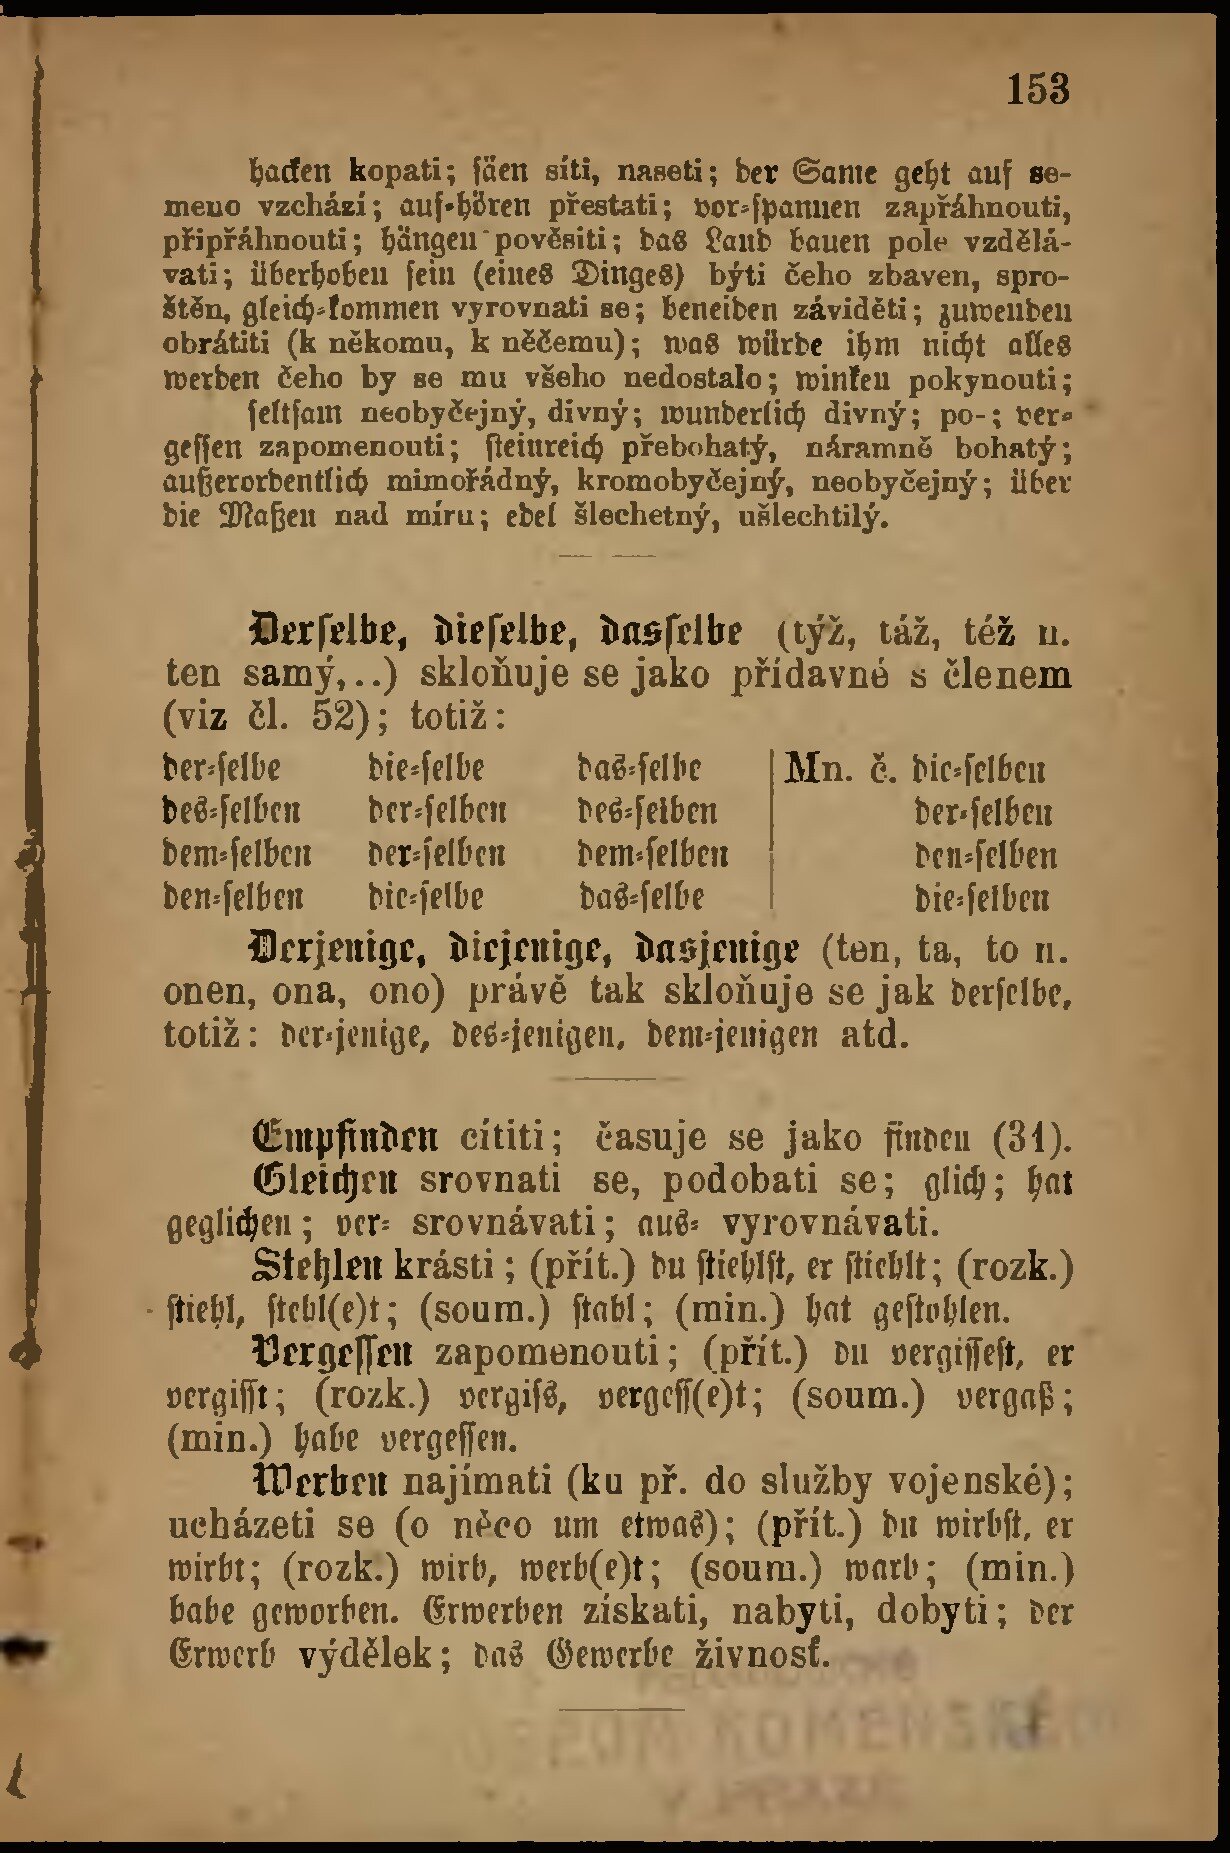 153
hacken kopati; säen síti, naseti; der Same geht auf se-
meno vzchází; auf-hören přestati; vor-spannen zapřáhnouti,
připřáhnouti; hängen pověsiti; das Land bauen pole vzdělá-
vati; überhoben sein (eines Dinges) býti čeho zbaven, spro-
štěn, gleich-kommen vyrovnati se; beneiden záviděti; zuwenden
obrátiti (k někomu, k něčemu); was würde ihm nicht alles
werden čeho by se mu všeho nedostalo; winken pokynouti;
seltsam neobyčejný, divný; wunderlich divný; po-; ver-
gessen zapomenouti; steinreich přebohatý, náramně bohatý;
außerordentlich mimořádný, kromobyčejný, neobyčejný; über
die Maßen nad míru; edel šlechetný, ušlechtilý.
Derselbe, dieselbe, dasselbe (týž, táž, též n.
ten samý,..) skloňuje se jako přídavné s členem
(viz čl. 52); totiž:
der-selbe die-selbe das-selbe Mn. č. die-selben
des-selben der-selben des-selben der-selben
dem-selben der-selben dem-selben den-selben
den-selben die-selbe das-selbe die-selben
Derjenige, diejenige, dasjenige (ten, ta, to n.
onen, ona, ono) právě tak skloňuje se jak derselbe,
totiž: der-jenige, des-jenigen, dem-jenigen atd.
Empfinden cítiti; časuje se jako finden (31).
Gleichen srovnati se, podobati se; glich; hat
geglichen; ver- srovnávati; aus- vyrovnávati.
Stehlen krásti; (přít.) du stiehlst, er stiehlt; (rozk.)
stiehl, stehl(e)t; (soum.) stahl; (min.) hat gestohlen.
Vergessen zapomenouti; (přít.) du vergissest, er
vergisst; (rozk.) vergiss, vergess(e)t; (soum.) vergaß;
(min.) habe vergessen.
Werben najímati (ku př. do služby vojenské);
ucházeti se (o něco um etwas); (přít.) du wirbst, er
wirbt; (rozk.) wirb, werb(e)t; (soum.) warb; (min.)
habe geworben. Erwerben získati, nabyti, dobyti; der
Erwerb výdělek; das Gewerbe živnosť.
KOMENSKÉHO
V PRAZE